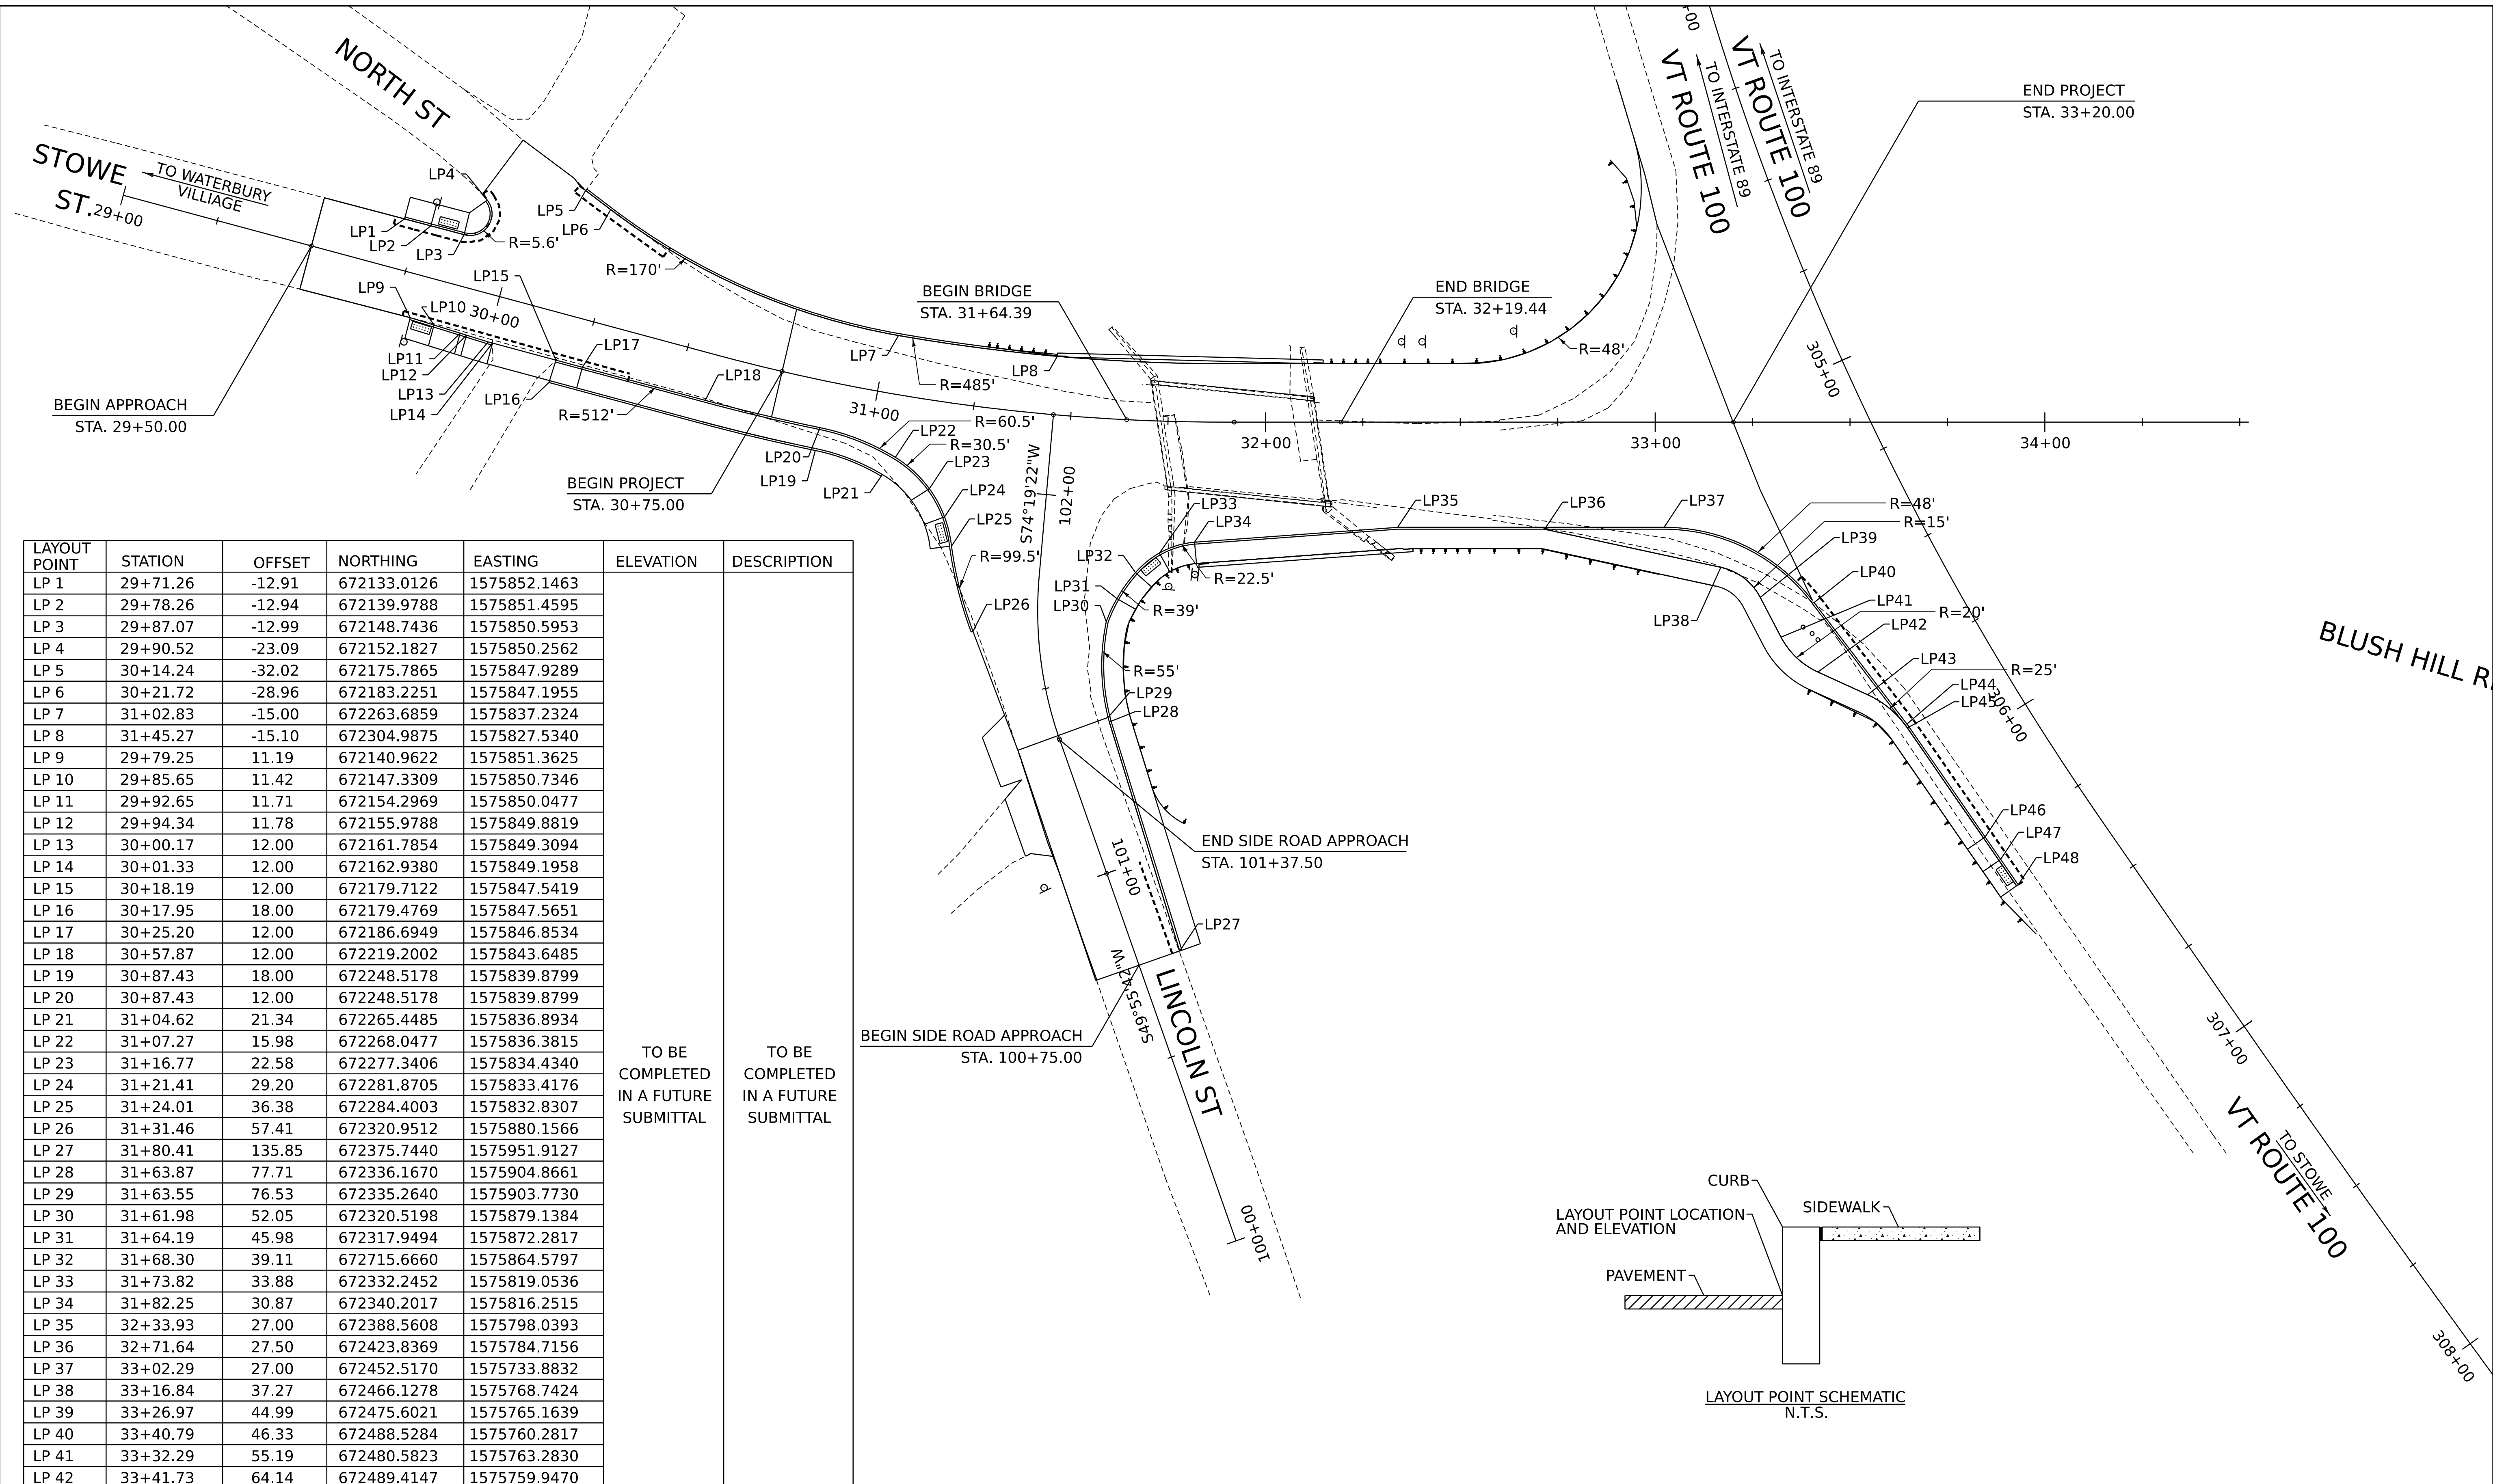 NORTH ST
STOWE
ST.
TO WATERBURY
VILLIAGE
29+00
LP4
LP1
LP2
LP3
R=5.6'
LP5
LP6
R=170'
LP15
LP9
LP10
30+00
LP11
LP12
LP13
LP14
LP16
LP17
LP18
R=512'
BEGIN APPROACH
STA. 29+50.00
BEGIN PROJECT
STA. 30+75.00
BEGIN BRIDGE
STA. 31+64.39
END BRIDGE
STA. 32+19.44
END PROJECT
STA. 33+20.00
VT ROUTE 100
TO INTERSTATE 89
VT ROUTE 100
TO INTERSTATE 89
+00
LP7
LP8
R=485'
R=48'
31+00
32+00
33+00
34+00
305+00
R=60.5'
LP22
R=30.5'
LP23
LP20
LP19
LP21
LP24
LP25
R=99.5'
LP26
S74°19'22"W
102+00
LP33
LP34
LP32
LP31
LP30
R=22.5'
R=39'
R=55'
LP29
LP28
LP35
LP36
LP37
R=48'
R=15'
LP39
LP40
LP41
R=20'
LP42
LP38
LP43
R=25'
LP44
LP45
306+00
LP46
LP47
LP48
BLUSH HILL R
END SIDE ROAD APPROACH
STA. 101+37.50
101+00
LP27
BEGIN SIDE ROAD APPROACH
STA. 100+75.00
S49°55'42"W
LINCOLN ST
100+00
307+00
VT ROUTE 100
TO STOWE
308+00
CURB
LAYOUT POINT LOCATION
AND ELEVATION
SIDEWALK
PAVEMENT
LAYOUT POINT SCHEMATIC
N.T.S.
LAYOUT POINT STATION OFFSET NORTHING EASTING ELEVATION DESCRIPTION
LP 1 29+71.26 -12.91 672133.0126 1575852.1463
LP 2 29+78.26 -12.94 672139.9788 1575851.4595
LP 3 29+87.07 -12.99 672148.7436 1575850.5953
LP 4 29+90.52 -23.09 672152.1827 1575850.2562
LP 5 30+14.24 -32.02 672175.7865 1575847.9289
LP 6 30+21.72 -28.96 672183.2251 1575847.1955
LP 7 31+02.83 -15.00 672263.6859 1575837.2324
LP 8 31+45.27 -15.10 672304.9875 1575827.5340
LP 9 29+79.25 11.19 672140.9622 1575851.3625
LP 10 29+85.65 11.42 672147.3309 1575850.7346
LP 11 29+92.65 11.71 672154.2969 1575850.0477
LP 12 29+94.34 11.78 672155.9788 1575849.8819
LP 13 30+00.17 12.00 672161.7854 1575849.3094
LP 14 30+01.33 12.00 672162.9380 1575849.1958
LP 15 30+18.19 12.00 672179.7122 1575847.5419
LP 16 30+17.95 18.00 672179.4769 1575847.5651
LP 17 30+25.20 12.00 672186.6949 1575846.8534
LP 18 30+57.87 12.00 672219.2002 1575843.6485
LP 19 30+87.43 18.00 672248.5178 1575839.8799
LP 20 30+87.43 12.00 672248.5178 1575839.8799
LP 21 31+04.62 21.34 672265.4485 1575836.8934
LP 22 31+07.27 15.98 672268.0477 1575836.3815
LP 23 31+16.77 22.58 672277.3406 1575834.4340
LP 24 31+21.41 29.20 672281.8705 1575833.4176
LP 25 31+24.01 36.38 672284.4003 1575832.8307
LP 26 31+31.46 57.41 672320.9512 1575880.1566
LP 27 31+80.41 135.85 672375.7440 1575951.9127
LP 28 31+63.87 77.71 672336.1670 1575904.8661
LP 29 31+63.55 76.53 672335.2640 1575903.7730
LP 30 31+61.98 52.05 672320.5198 1575879.1384
LP 31 31+64.19 45.98 672317.9494 1575872.2817
LP 32 31+68.30 39.11 672715.6660 1575864.5797
LP 33 31+73.82 33.88 672332.2452 1575819.0536
LP 34 31+82.25 30.87 672340.2017 1575816.2515
LP 35 32+33.93 27.00 672388.5608 1575798.0393
LP 36 32+71.64 27.50 672423.8369 1575784.7156
LP 37 33+02.29 27.00 672452.5170 1575733.8832
LP 38 33+16.84 37.27 672466.1278 1575768.7424
LP 39 33+26.97 44.99 672475.6021 1575765.1639
LP 40 33+40.79 46.33 672488.5284 1575760.2817
LP 41 33+32.29 55.19 672480.5823 1575763.2830
LP 42 33+41.73 64.14 672489.4147 1575759.9470
TO BE
COMPLETED
IN A FUTURE
SUBMITTAL
TO BE
COMPLETED
IN A FUTURE
SUBMITTAL